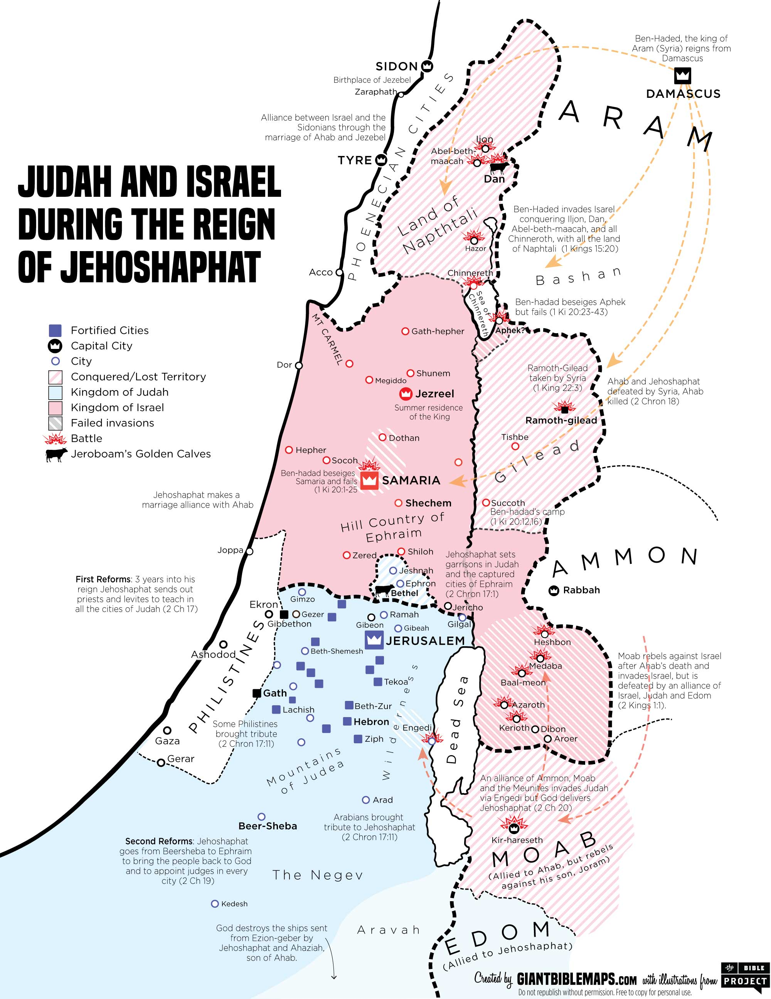 Ben-Haded, the king of
Aram (Syria) reigns from
Damascus
DAMASCUS
SIDON
Birthplace of Jezebel
Zaraphath
PHOENECIAN CITIES
ARAM
Alliance between Israel and the
Sidonians through the
marriage of Ahab and Jezebel
TYRE
Iljon
Abel-beth-
maacah
Dan
JUDAH AND ISRAEL
DURING THE REIGN
OF JEHOSHAPHAT
Land of
Napthtali
Hazor
Ben-Haded invades Isarel
conquering Iljon, Dan,
Abel-beth-maacah, and all
Chinneroth, with all the land
of Naphtali (1 Kings 15:20)
Acco
Chinnereth
Bashan
Sea of
Chinnereth
Ben-hadad beseiges Aphek
but fails (1 Ki 20:23-43)
Aphek?
MT CARMEL
Gath-hepher
Fortified Cities
Capital City
City
Conquered/Lost Territory
Kingdom of Judah
Kingdom of Israel
Failed invasions
Battle
Jeroboam's Golden Calves
Dor
Shunem
Megiddo
Jezreel
Summer residence
of the King
Ramoth-Gilead
taken by Syria
(1 King 22:3)
Ahab and Jehoshaphat
defeated by Syria, Ahab
killed (2 Chron 18)
Ramoth-gilead
Tishbe
Gilead
Dothan
Hepher
Socoh
Ben-hadad beseiges
Samaria and fails
(1 Ki 20:1-25
SAMARIA
Jehoshaphat makes a
marriage alliance with Ahab
Shechem
Succoth
Ben-hadad's camp
(1 Ki 20:12,16)
Hill Country of
Ephraim
Joppa
Zered
Shiloh
Jehoshaphat sets
garrisons in Judah
and the captured
cities of Ephraim
(2 Chron 17:1)
AMMON
Rabbah
Jeshnah
Ephron
Bethel
First Reforms: 3 years into his
reign Jehoshaphat sends out
priests and levites to teach in
all the cities of Judah (2 Ch 17)
Gimzo
Ekron
Gezer
Gibbethon
Gibeon
Ramah
Gibeah
Jericho
Gilgal
JERUSALEM
PHILISTINES
Ashodod
Beth-Shemesh
Heshbon
Medaba
Baal-meon
Azaroth
Kerioth
Dibon
Aroer
Moab rebels against Israel
after Ahab's death and
invades Israel, but is
defeated by an alliance of
Israel, Judah and Edom
(2 Kings 1:1).
Tekoa
Gath
Lachish
Beth-Zur
Hebron
Ziph
Wilderness
Engedi
Dead Sea
Some Philistines
brought tribute
(2 Chron 17:11)
Gaza
Gerar
Mountains
of Judea
An alliance of Ammon, Moab
and the Meunites invades Judah
via Engedi but God delivers
Jehoshaphat (2 Ch 20)
Arad
Beer-Sheba
Arabians brought
tribute to Jehoshaphat
(2 Chron 17:11)
Kir-hareseth
MOAB
(Allied to Ahab, but rebels
against his son, Joram)
Second Reforms: Jehoshaphat
goes from Beersheba to Ephraim
to bring the people back to God
and to appoint judges in every
city (2 Ch 19)
The Negev
Kedesh
God destroys the ships sent
from Ezion-geber by
Jehoshaphat and Ahaziah,
son of Ahab.
Aravah
EDOM
(Allied to Jehoshaphat)
Created by GIANTBIBLEMAPS.COM with illustrations from
the BIBLE
PROJECT
Do not republish without permission. Free to copy for personal use.